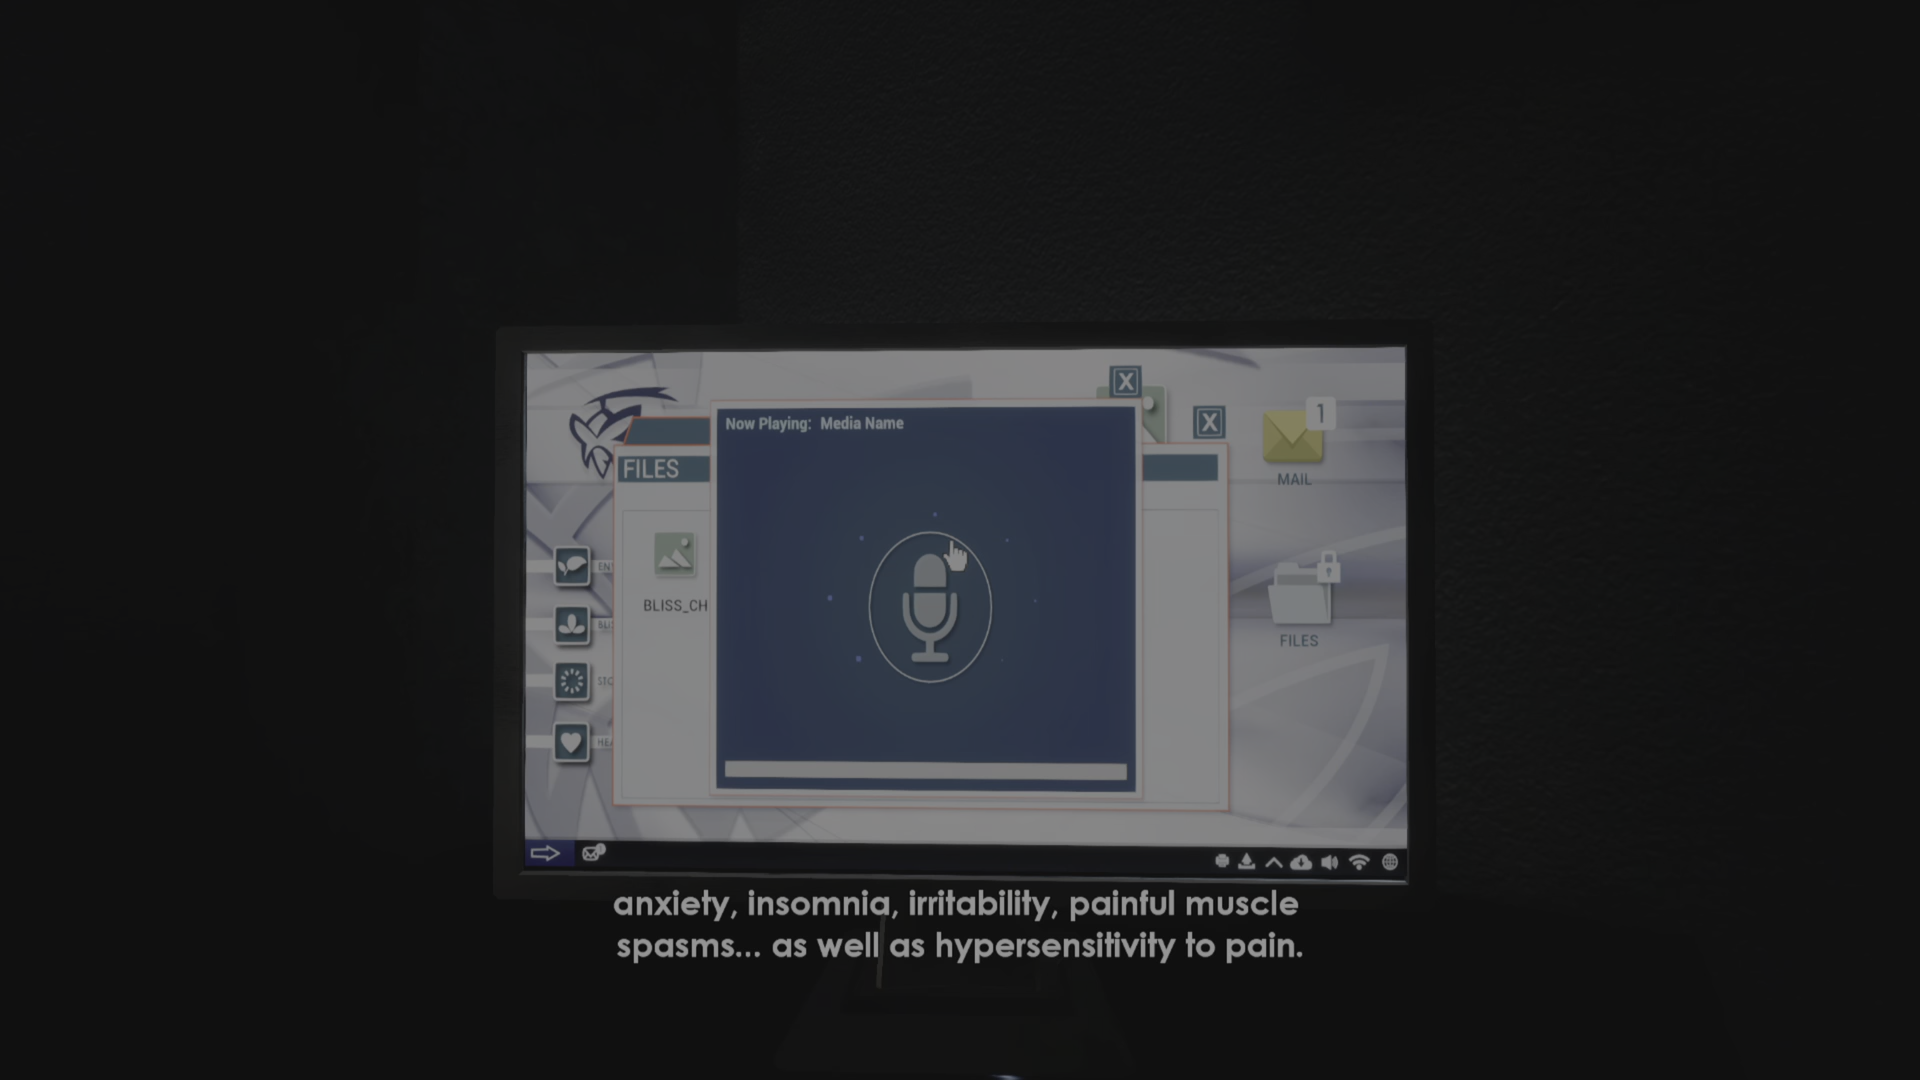 Now Playing: Media Name
FILES
1
MAIL
BLISS_CH
FILES
anxiety, insomnia, irritability, painful muscle
spasms... as well as hypersensitivity to pain.